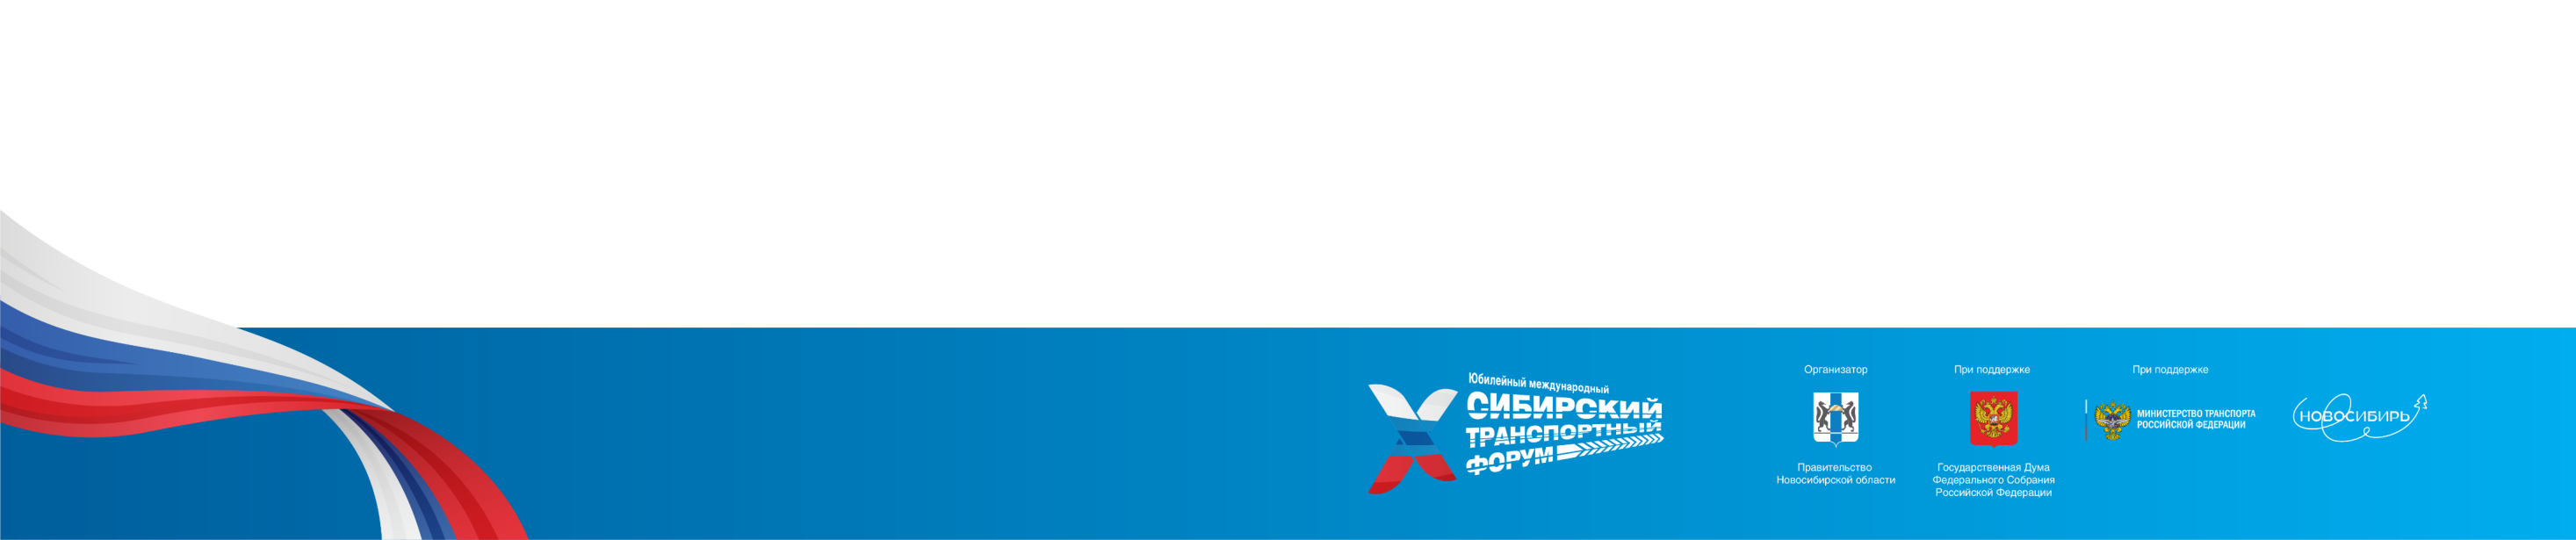 Юбилейный международный
СИБИРСКИЙ
ТРАНСПОРТНЫЙ
ФОРУМ
Организатор
Правительство
Новосибирской области
При поддержке
Государственная Дума
Федерального Собрания
Российской Федерации
При поддержке
МИНИСТЕРСТВО ТРАНСПОРТА
РОССИЙСКОЙ ФЕДЕРАЦИИ
НОВОСИБИРЬ